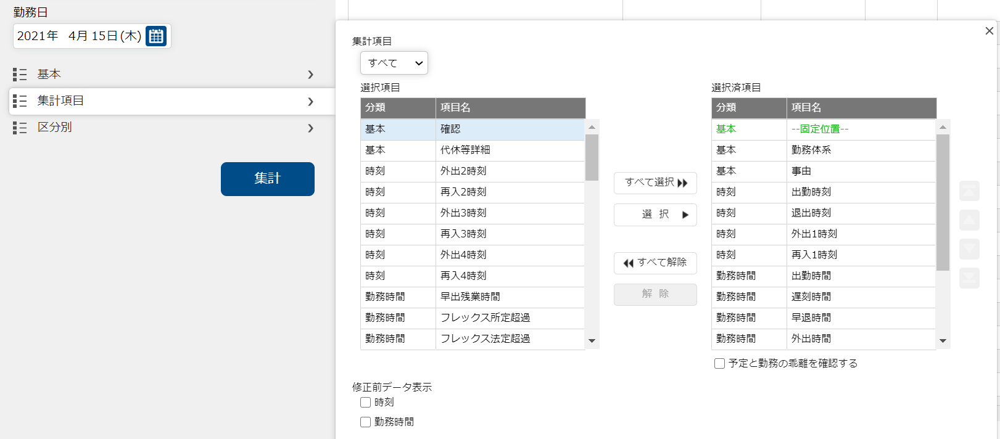 勤務日
2021年 4月 15日(木)
基本
集計項目
区分別
集計
集計項目
すべて
選択項目
分類 項目名
基本 確認
基本 代休等詳細
時刻 外出2時刻
時刻 再入2時刻
時刻 外出3時刻
時刻 再入3時刻
時刻 外出4時刻
時刻 再入4時刻
勤務時間 早出残業時間
勤務時間 フレックス所定超過
勤務時間 フレックス法定超過
すべて選択
選 択
すべて解除
解 除
選択済項目
分類 項目名
基本 --固定位置--
基本 勤務体系
基本 事由
時刻 出勤時刻
時刻 退出時刻
時刻 外出1時刻
時刻 再入1時刻
勤務時間 出勤時間
勤務時間 遅刻時間
勤務時間 早退時間
勤務時間 外出時間
予定と勤務の乖離を確認する
修正前データ表示
時刻
勤務時間